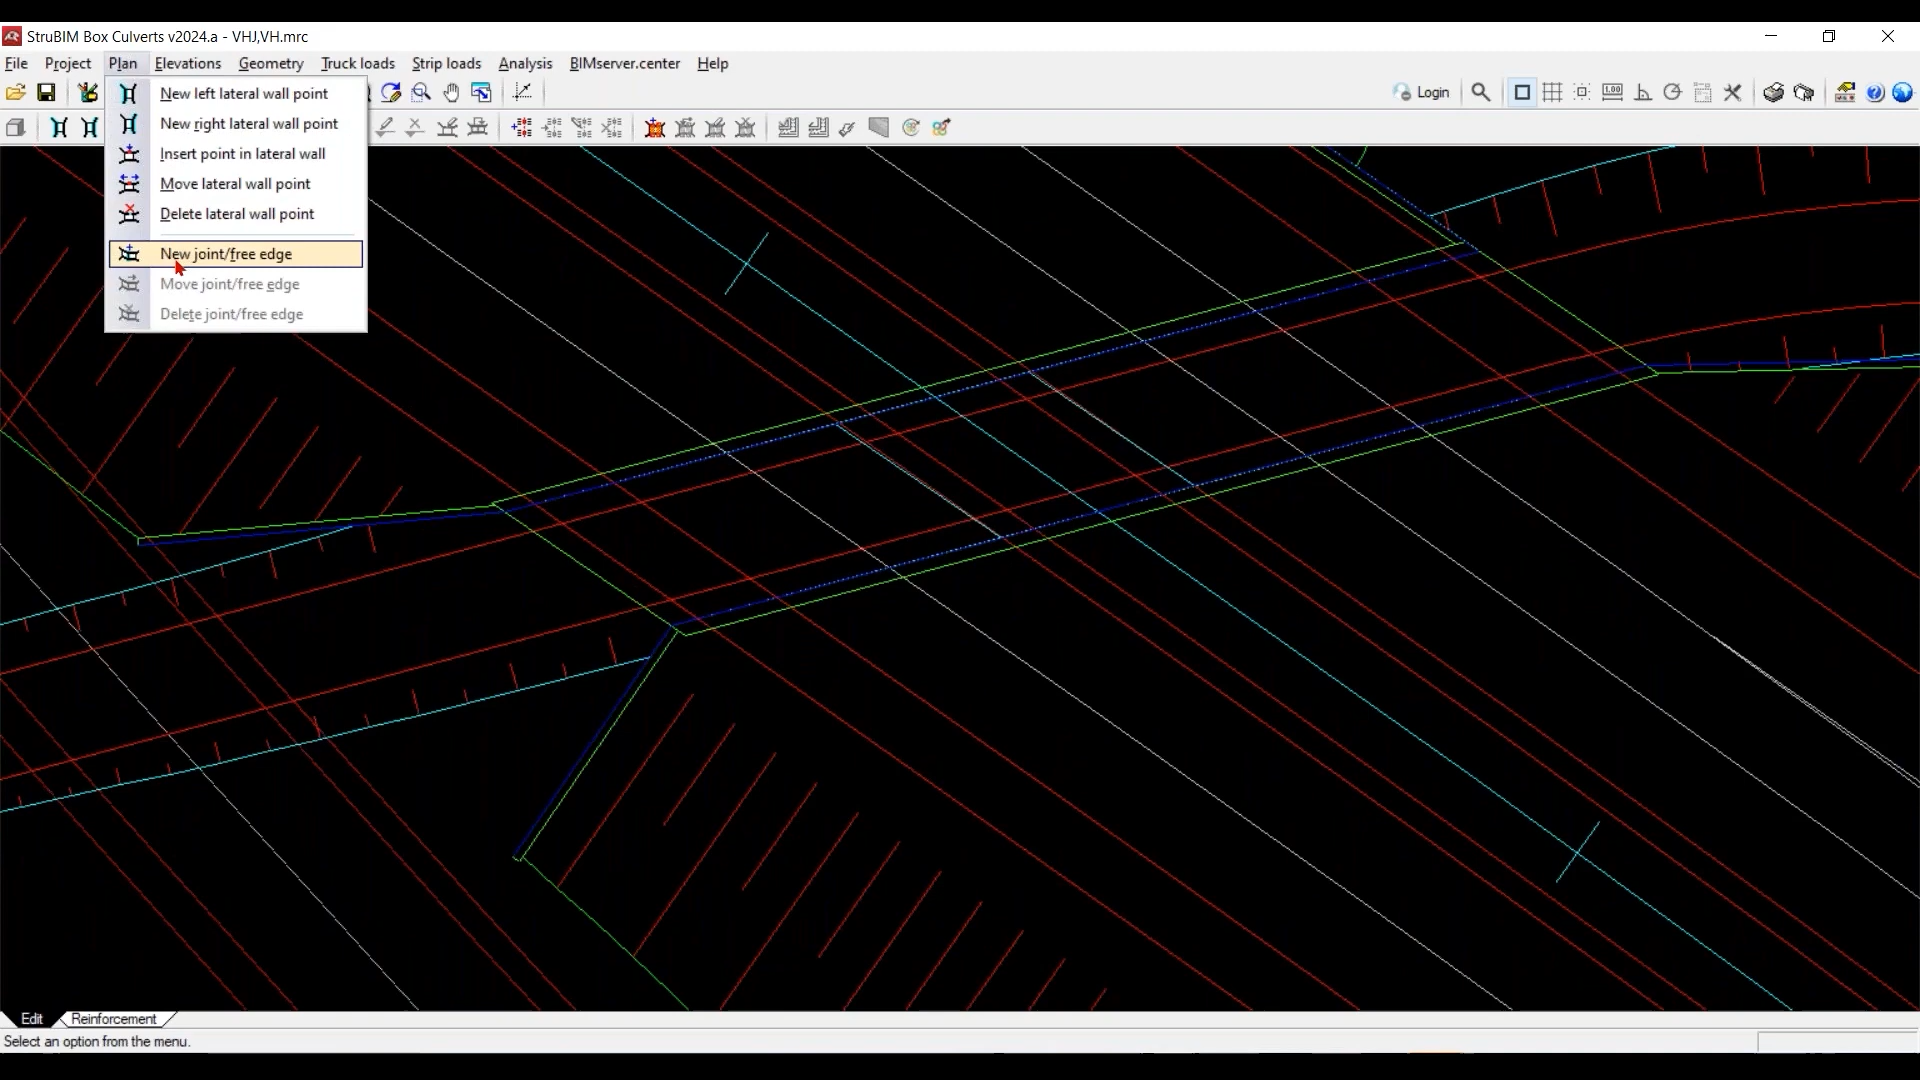 StruBIM Box Culverts v2024.a - VHJ,VH.mrc
File Project Plan Elevations Geometry Truck loads Strip loads Analysis BIMserver.center Help
Login
1.00
New left lateral wall point
New right lateral wall point
Insert point in lateral wall
Move lateral wall point
Delete lateral wall point
New joint/free edge
Move joint/free edge
Delete joint/free edge
Edit Reinforcement
Select an option from the menu.